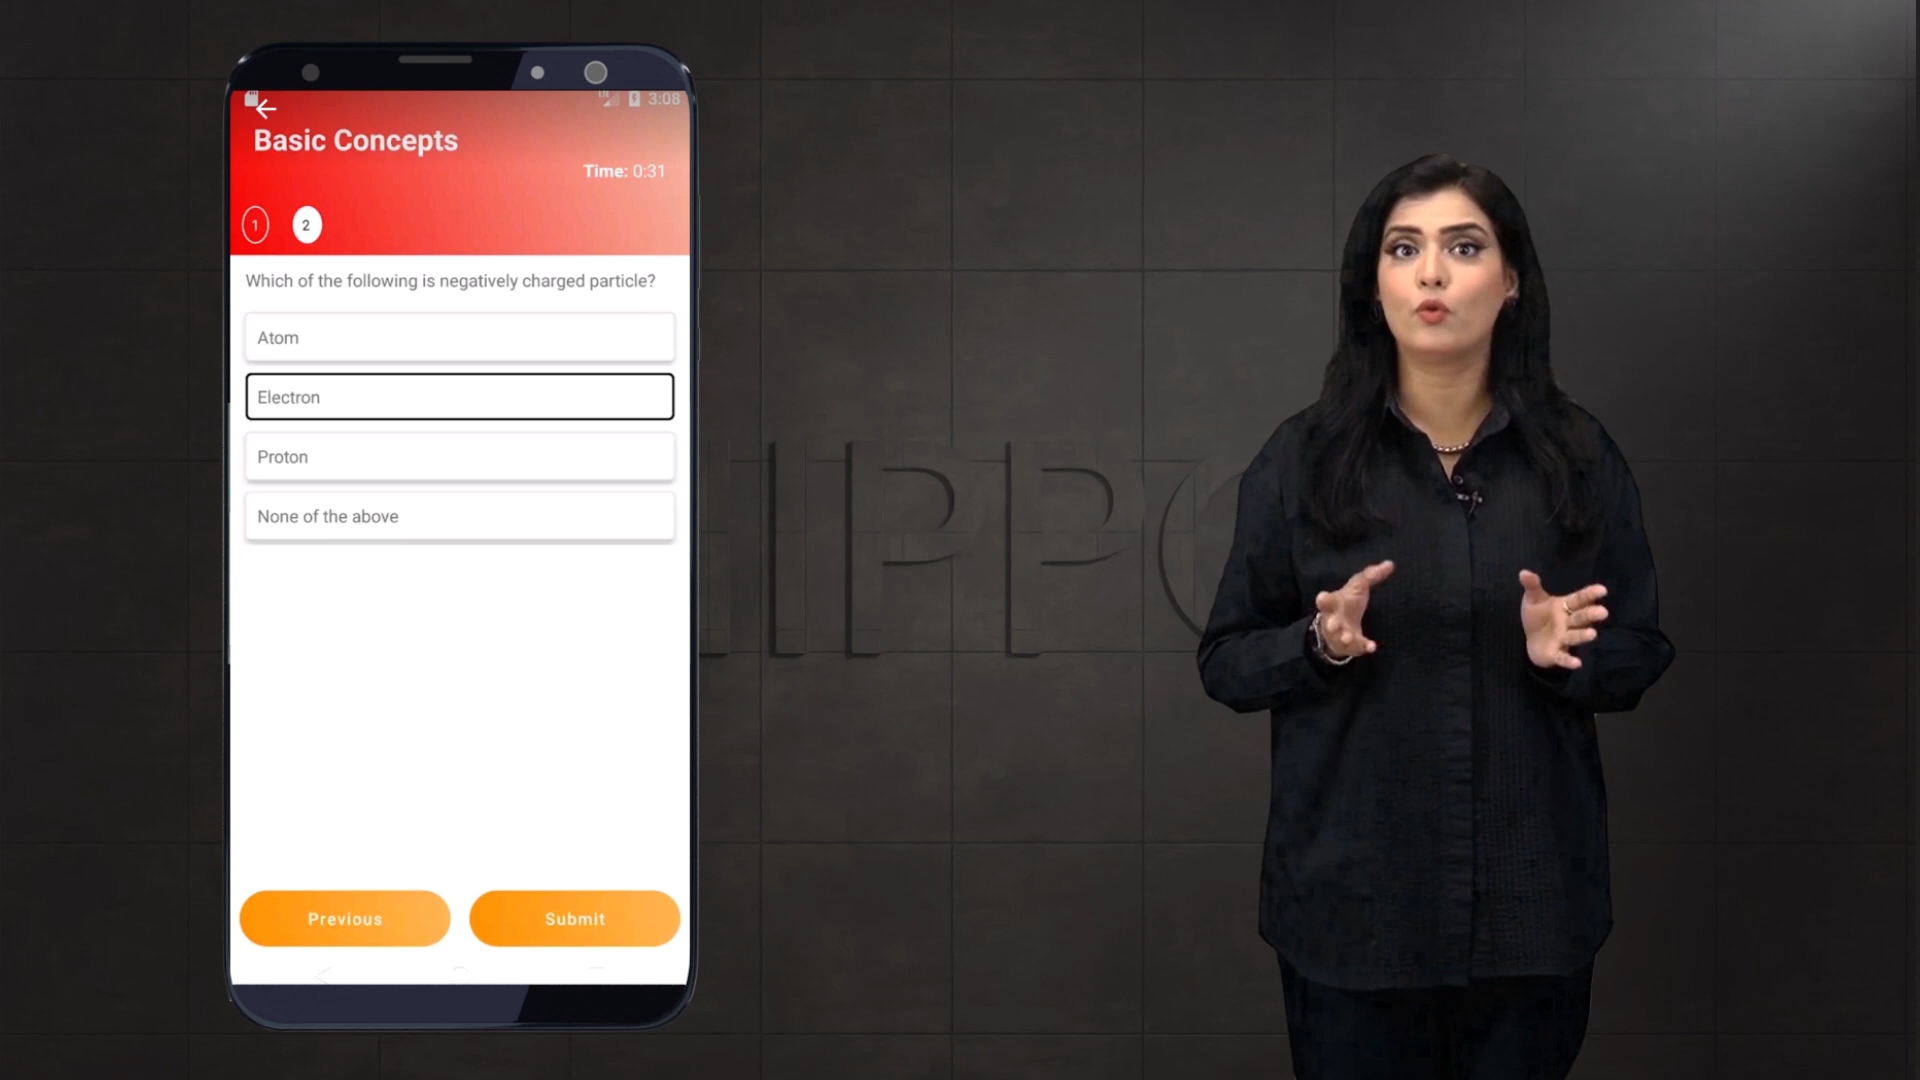 LTE 3:08
Basic Concepts
Time: 0:31
1 2
Which of the following is negatively charged particle?
Atom
Electron
Proton
None of the above
Previous Submit